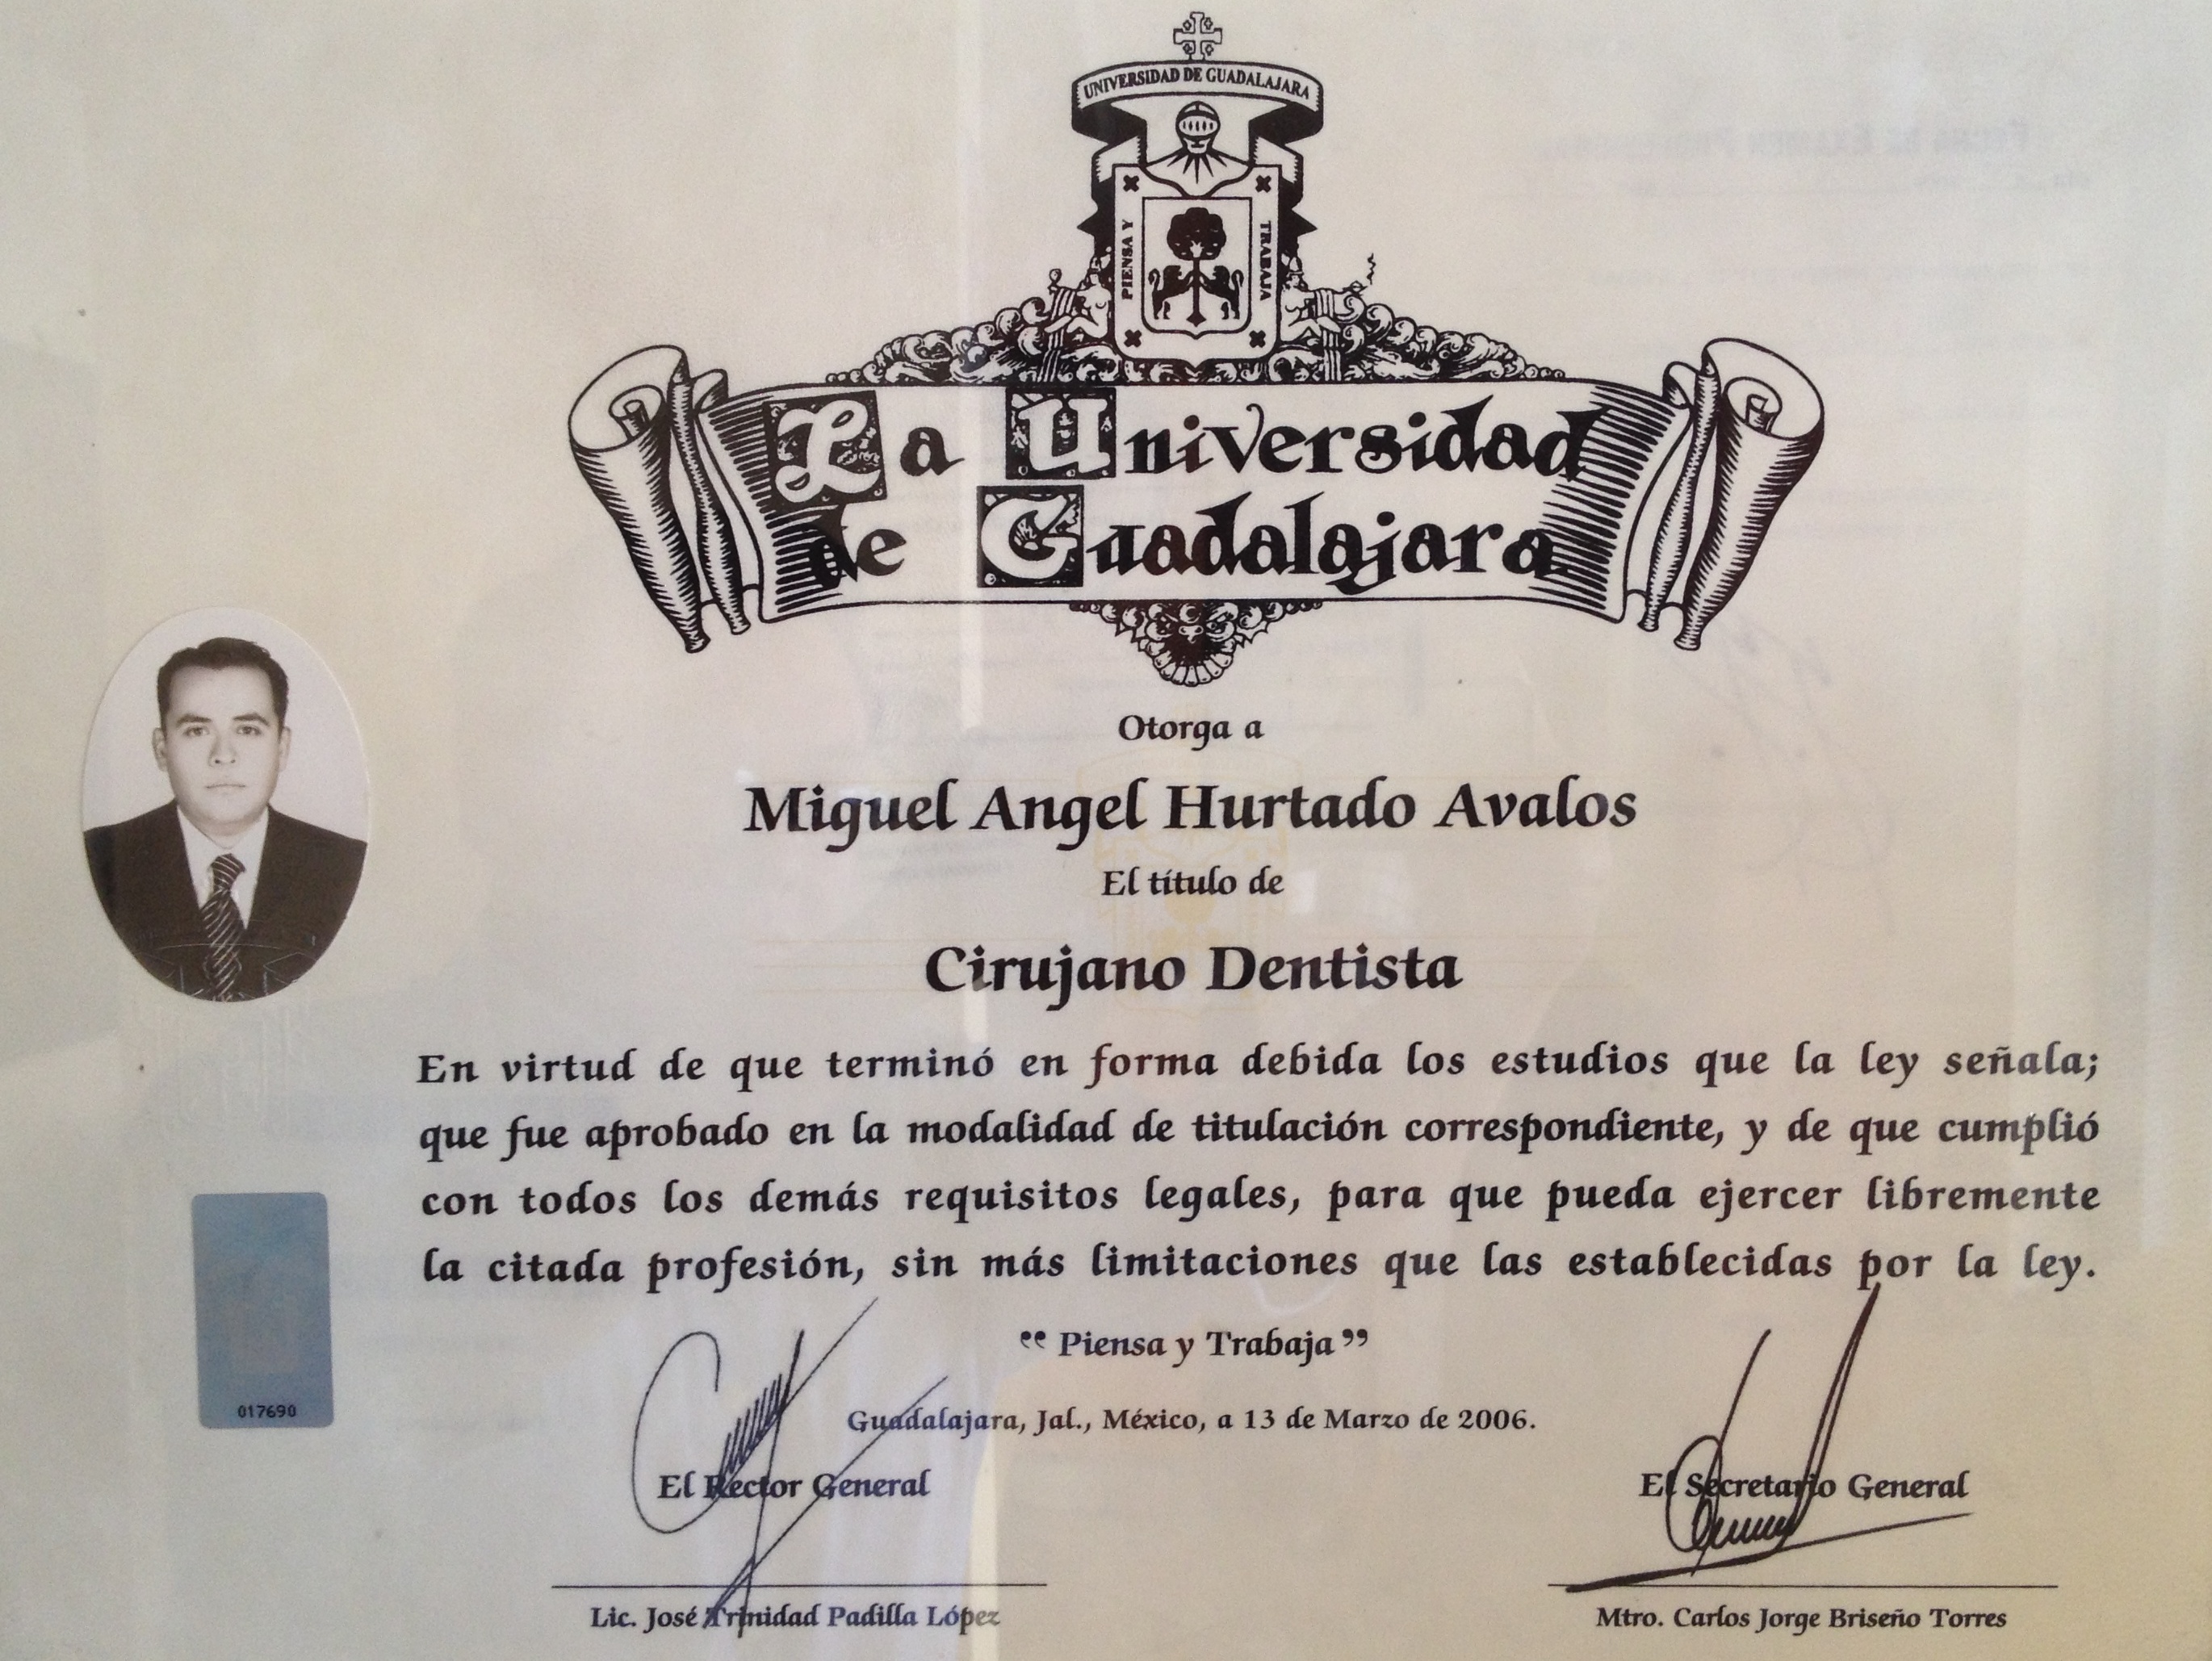 UNIVERSIDAD DE GUADALAJARA
PIENSA Y
TRABAJA
La Universidad
de Guadalajara
Otorga a
Miguel Angel Hurtado Avalos
El título de
Cirujano Dentista
En virtud de que terminó en forma debida los estudios que la ley señala;
que fue aprobado en la modalidad de titulación correspondiente, y de que cumplió
con todos los demás requisitos legales, para que pueda ejercer libremente
la citada profesión, sin más limitaciones que las establecidas por la ley.
“ Piensa y Trabaja ”
017690
Guadalajara, Jal., México, a 13 de Marzo de 2006.
El Rector General
El Secretario General
Lic. José Trinidad Padilla López
Mtro. Carlos Jorge Briseño Torres